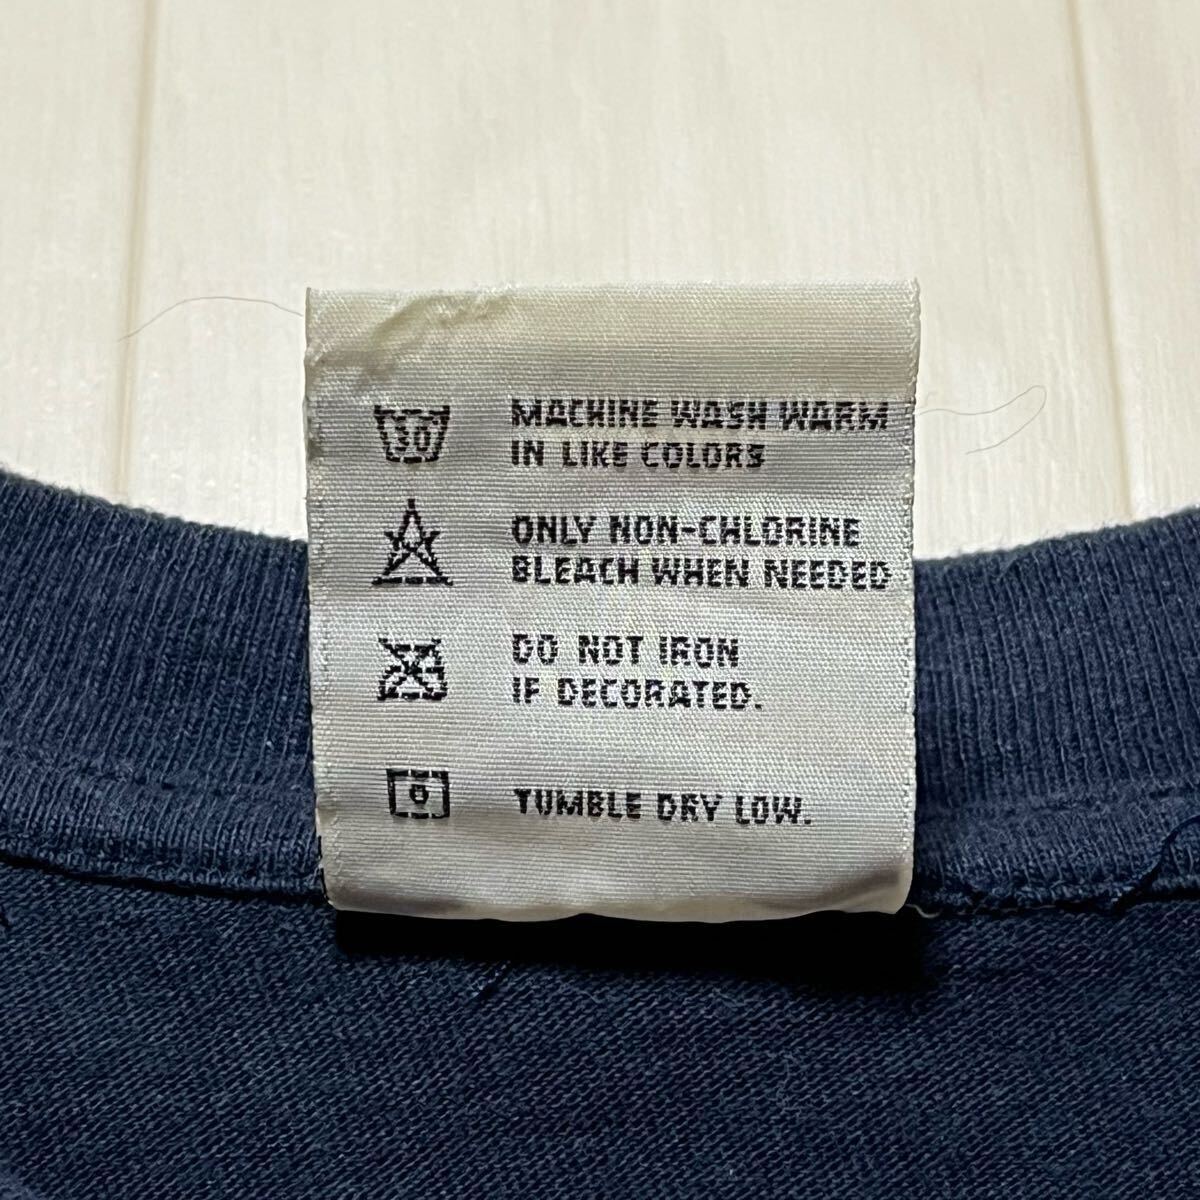 30 MACHINE WASH WARM
IN LIKE COLORS
ONLY NON-CHLORINE
BLEACH WHEN NEEDED
DO NOT IRON
IF DECORATED.
TUMBLE DRY LOW.